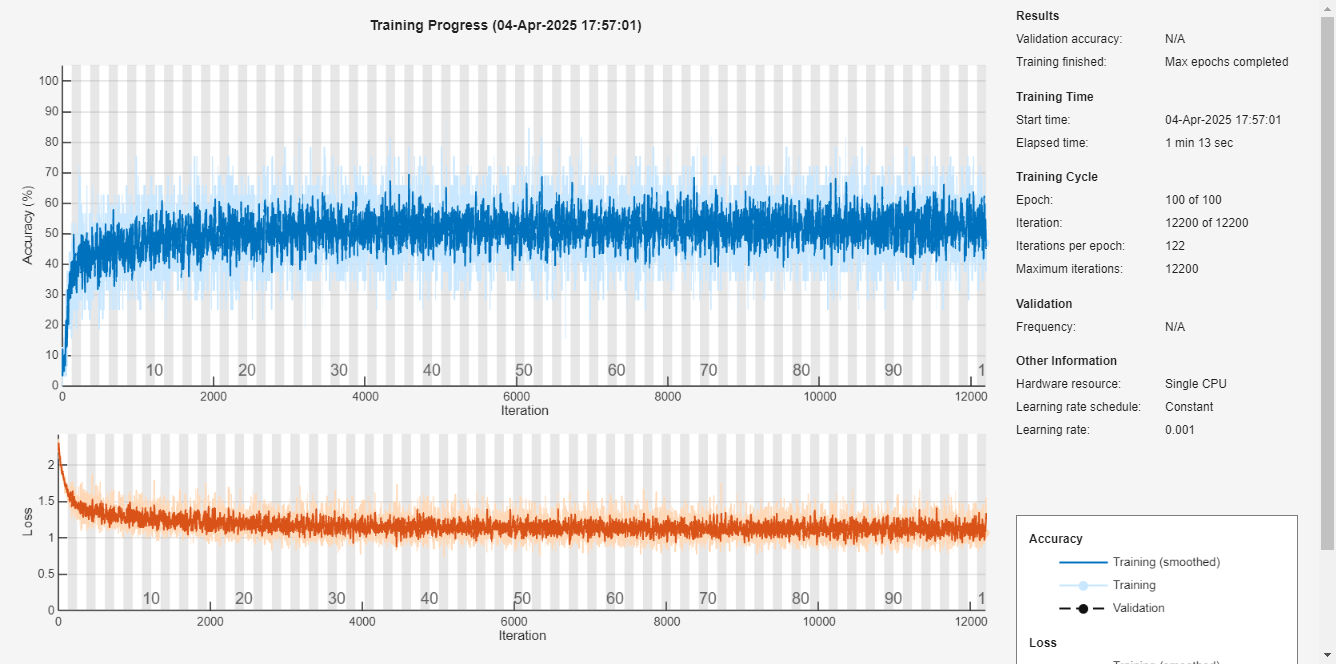 Training Progress (04-Apr-2025 17:57:01)
100
90
80
70
60
50
40
30
20
10
0
Accuracy (%)
10 20 30 40 50 60 70 80 90 1
0 2000 4000 6000 8000 10000 12000
Iteration
2
1.5
1
0.5
0
Loss
10 20 30 40 50 60 70 80 90 1
0 2000 4000 6000 8000 10000 12000
Iteration
Results
Validation accuracy: N/A
Training finished: Max epochs completed
Training Time
Start time: 04-Apr-2025 17:57:01
Elapsed time: 1 min 13 sec
Training Cycle
Epoch: 100 of 100
Iteration: 12200 of 12200
Iterations per epoch: 122
Maximum iterations: 12200
Validation
Frequency: N/A
Other Information
Hardware resource: Single CPU
Learning rate schedule: Constant
Learning rate: 0.001
Accuracy
Training (smoothed)
Training
Validation
Loss